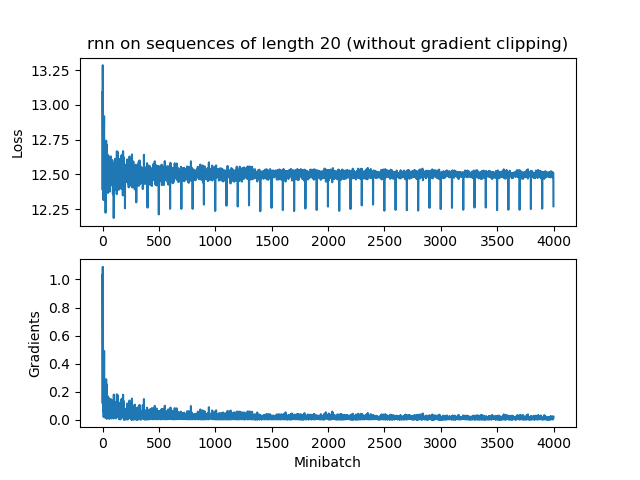 rnn on sequences of length 20 (without gradient clipping)
13.25
13.00
12.75
12.50
12.25
Loss
0 500 1000 1500 2000 2500 3000 3500 4000
1.0
0.8
0.6
0.4
0.2
0.0
Gradients
0 500 1000 1500 2000 2500 3000 3500 4000
Minibatch